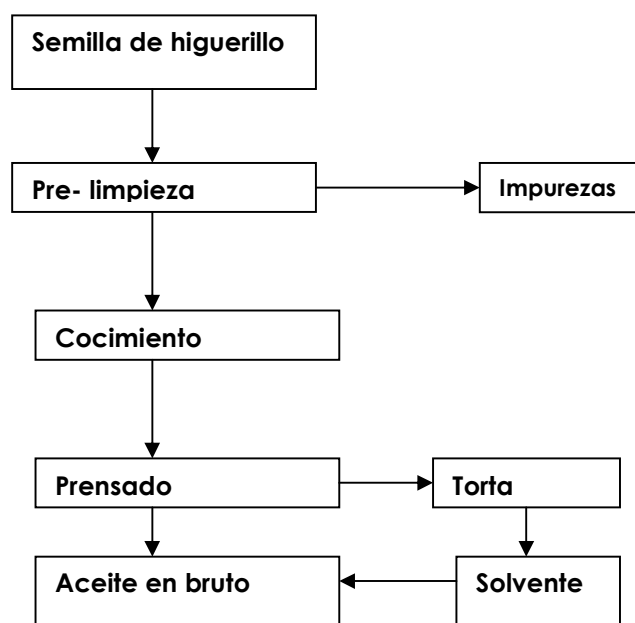 Semilla de higuerillo
Pre- limpieza
Impurezas
Cocimiento
Prensado
Torta
Aceite en bruto
Solvente